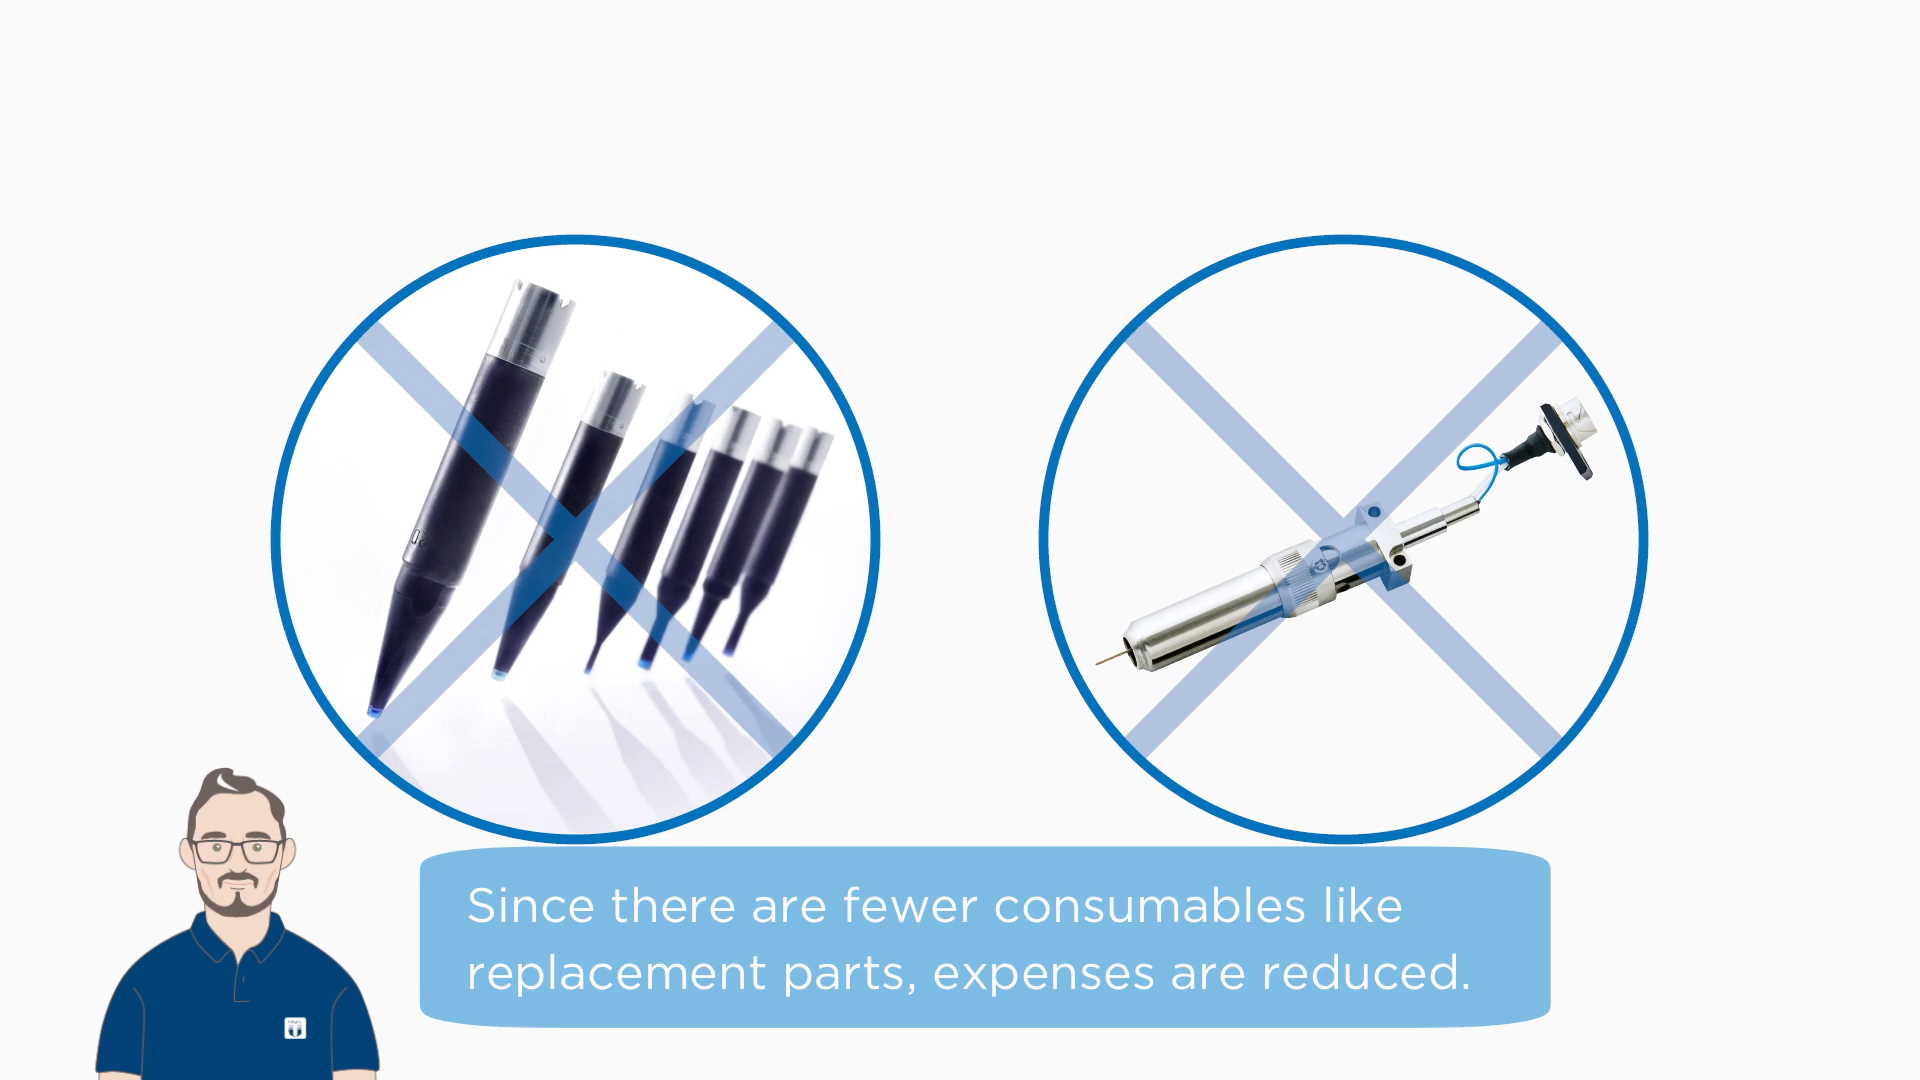 Since there are fewer consumables like
replacement parts, expenses are reduced.